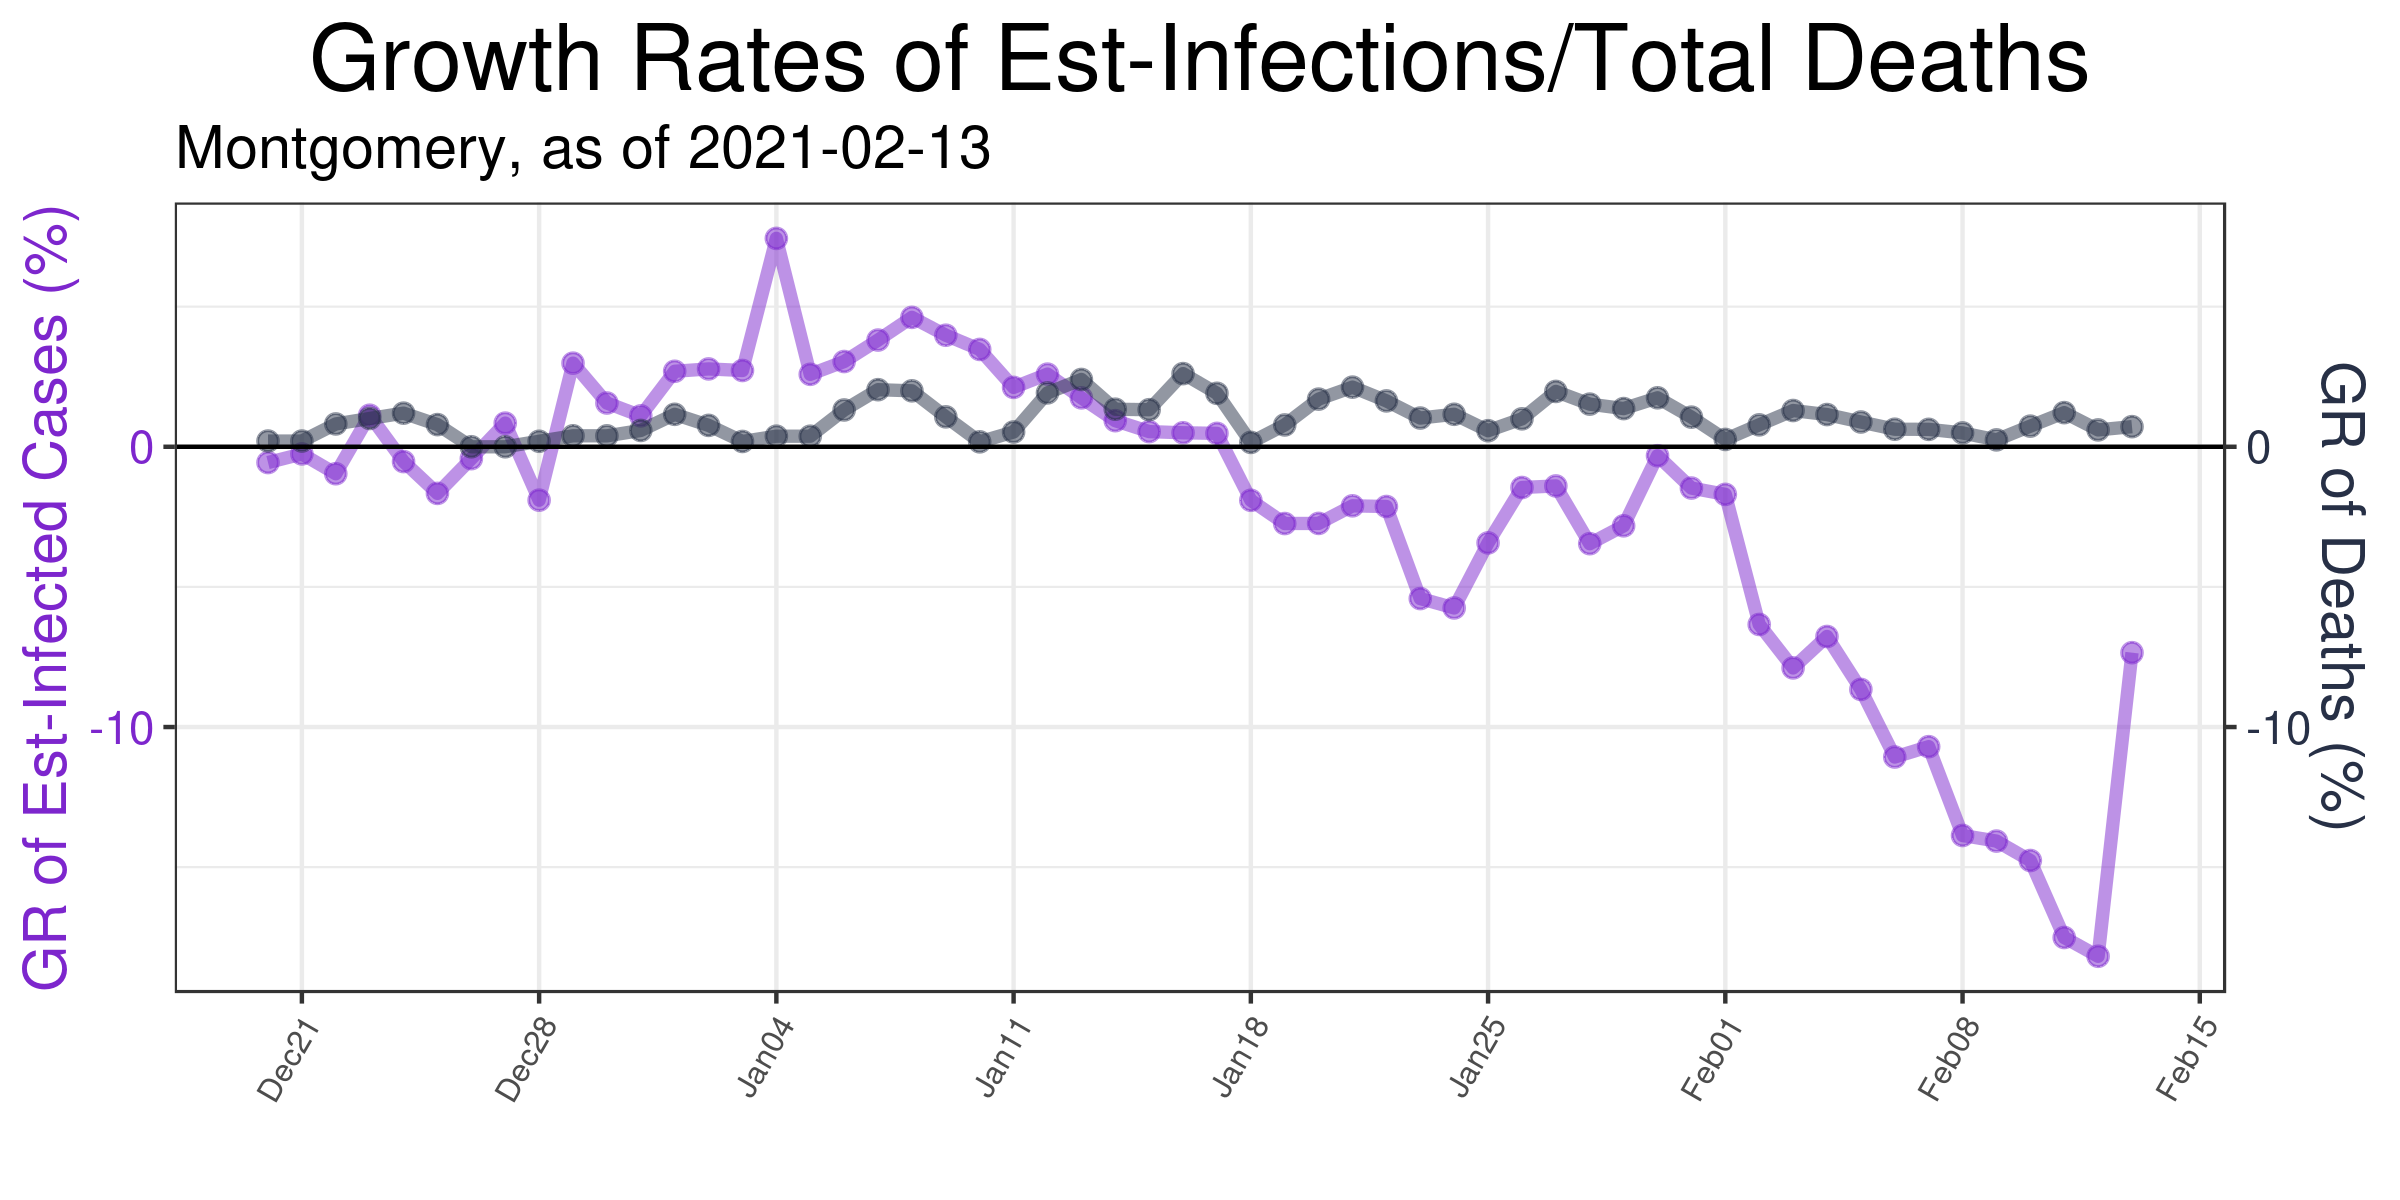 Growth Rates of Est-Infections/Total Deaths
Montgomery, as of 2021-02-13
GR of Est-Infected Cases (%)
0
-10
GR of Deaths (%)
0
-10
Dec21
Dec28
Jan04
Jan11
Jan18
Jan25
Feb01
Feb08
Feb15